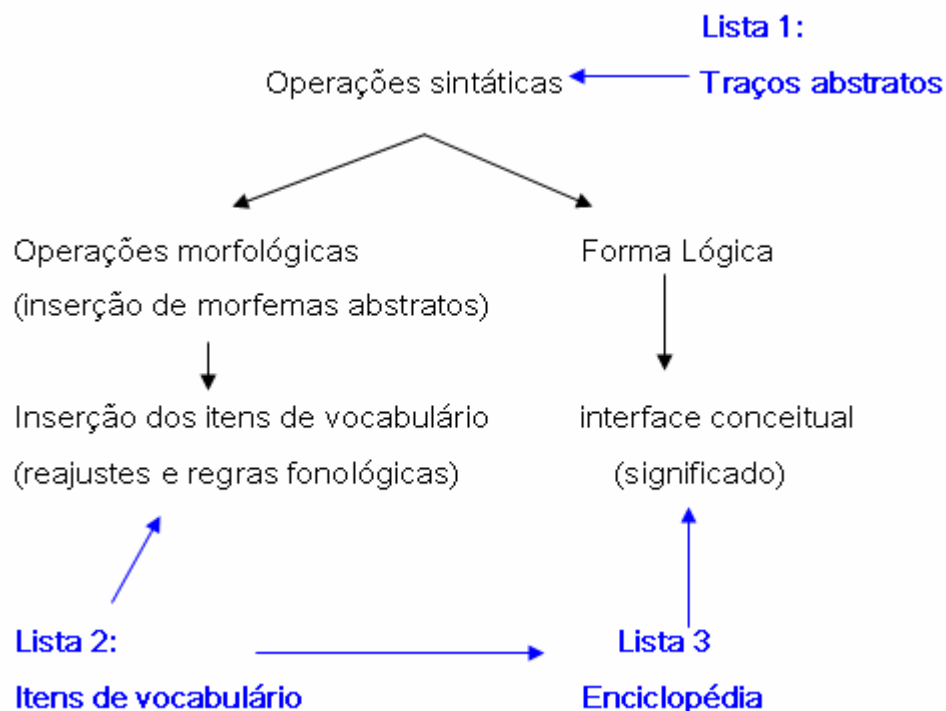 Lista 1:
Operações sintáticas Traços abstratos
Operações morfológicas Forma Lógica
(inserção de morfemas abstratos)
Inserção dos itens de vocabulário interface conceitual
(reajustes e regras fonológicas) (significado)
Lista 2: Lista 3
Itens de vocabulário Enciclopédia